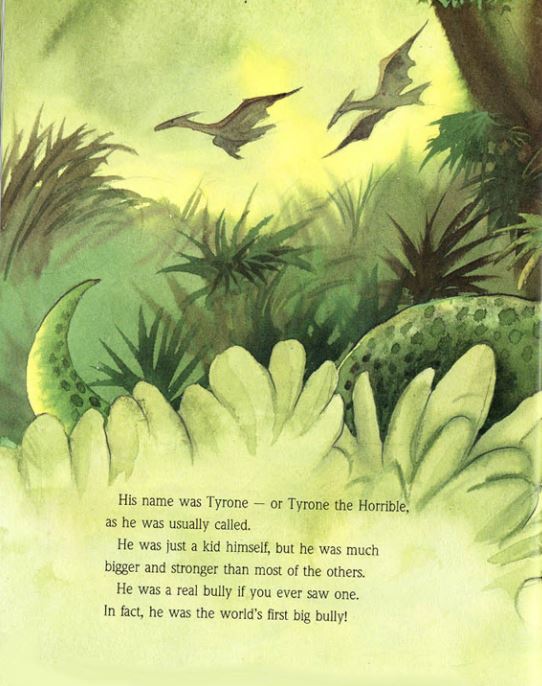 His name was Tyrone — or Tyrone the Horrible,
as he was usually called.
He was just a kid himself, but he was much
bigger and stronger than most of the others.
He was a real bully if you ever saw one.
In fact, he was the world's first big bully!